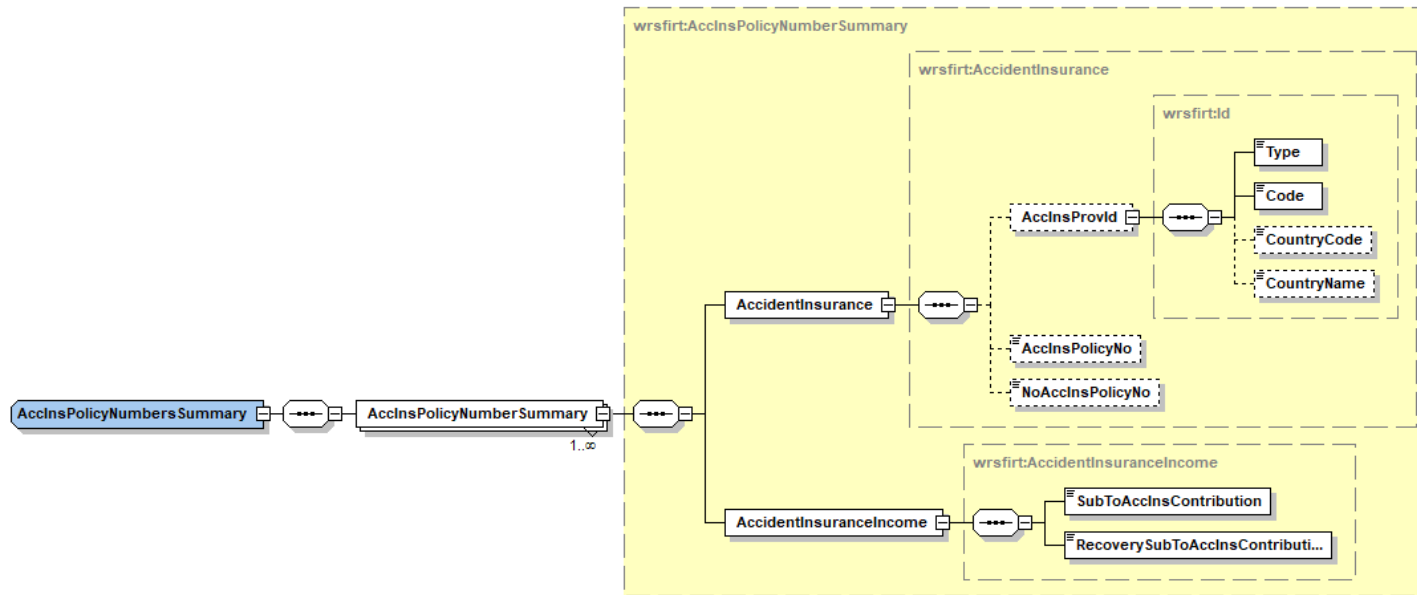 wrsfirt:AccInsPolicyNumberSummary
wrsfirt:AccidentInsurance
wrsfirt:Id
Type
Code
AccInsProvId
CountryCode
CountryName
AccidentInsurance
AccInsPolicyNo
NoAccInsPolicyNo
AccInsPolicyNumbersSummary
AccInsPolicyNumberSummary
1..∞
wrsfirt:AccidentInsuranceIncome
SubToAccInsContribution
AccidentInsuranceIncome
RecoverySubToAccInsContributi...